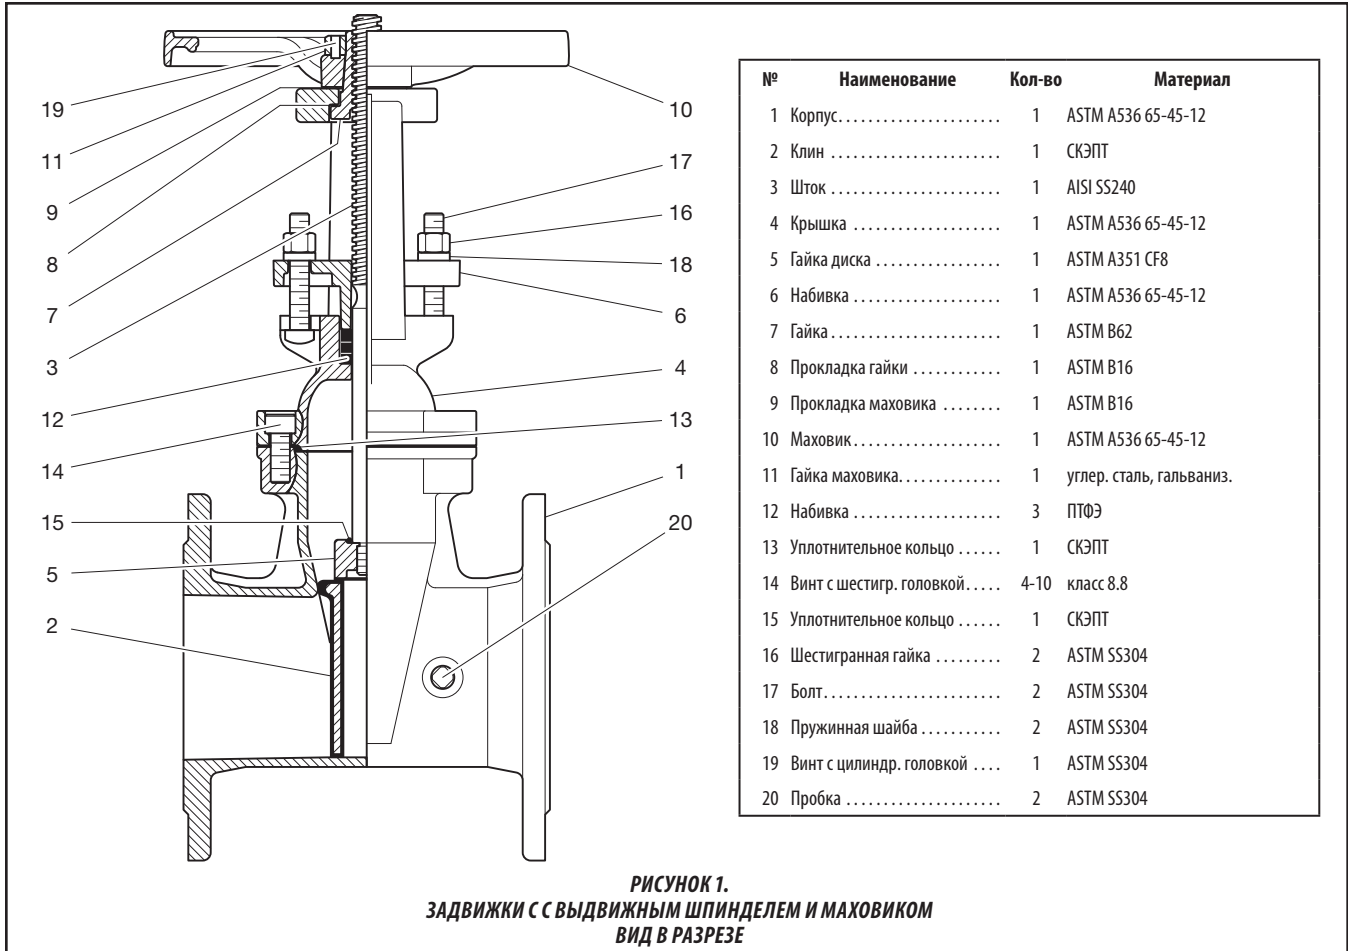 19
11
9
8
7
3
12
14
15
5
2
10
17
16
18
6
4
13
1
20
№ Наименование Кол-во Материал
1 Корпус. . . . . . . . . . . . . . . . . . . . . . 1 ASTM A536 65-45-12
2 Клин . . . . . . . . . . . . . . . . . . . . . . . 1 СКЭПТ
3 Шток . . . . . . . . . . . . . . . . . . . . . . . 1 AISI SS240
4 Крышка . . . . . . . . . . . . . . . . . . . . 1 ASTM A536 65-45-12
5 Гайка диска . . . . . . . . . . . . . . . . . 1 ASTM A351 CF8
6 Набивка . . . . . . . . . . . . . . . . . . . . 1 ASTM A536 65-45-12
7 Гайка . . . . . . . . . . . . . . . . . . . . . . . 1 ASTM B62
8 Прокладка гайки . . . . . . . . . . . . 1 ASTM B16
9 Прокладка маховика . . . . . . . . 1 ASTM B16
10 Маховик . . . . . . . . . . . . . . . . . . . . 1 ASTM A536 65-45-12
11 Гайка маховика. . . . . . . . . . . . . . 1 углер. сталь, гальваниз.
12 Набивка . . . . . . . . . . . . . . . . . . . . 3 ПТФЭ
13 Уплотнительное кольцо . . . . . . 1 СКЭПТ
14 Винт с шестигр. головкой . . . . . 4-10 класс 8.8
15 Уплотнительное кольцо . . . . . . 1 СКЭПТ
16 Шестигранная гайка . . . . . . . . . 2 ASTM SS304
17 Болт. . . . . . . . . . . . . . . . . . . . . . . . 2 ASTM SS304
18 Пружинная шайба . . . . . . . . . . . 2 ASTM SS304
19 Винт с цилиндр. головкой . . . . 1 ASTM SS304
20 Пробка . . . . . . . . . . . . . . . . . . . . . 2 ASTM SS304
РИСУНОК 1.
ЗАДВИЖКИ С С ВЫДВИЖНЫМ ШПИНДЕЛЕМ И МАХОВИКОМ
ВИД В РАЗРЕЗЕ